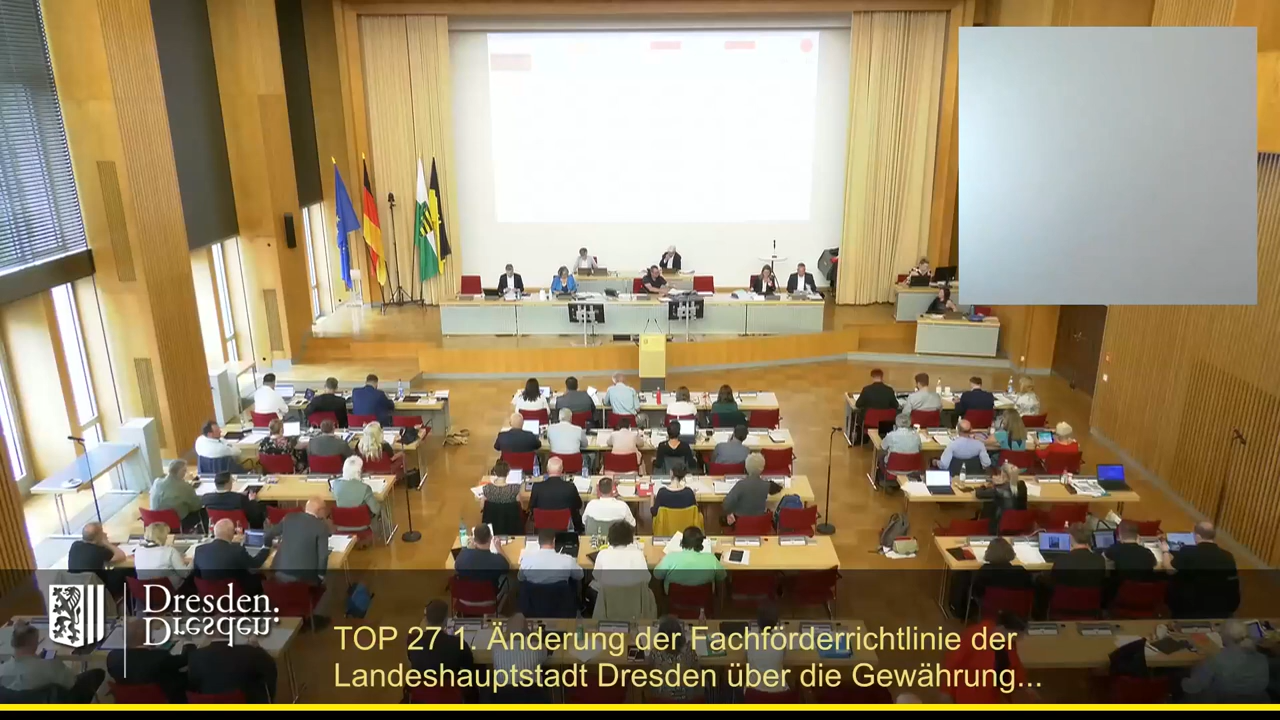 Dresden.
Dresden.
TOP 27 1. Änderung der Fachförderrichtlinie der
Landeshauptstadt Dresden über die Gewährung...